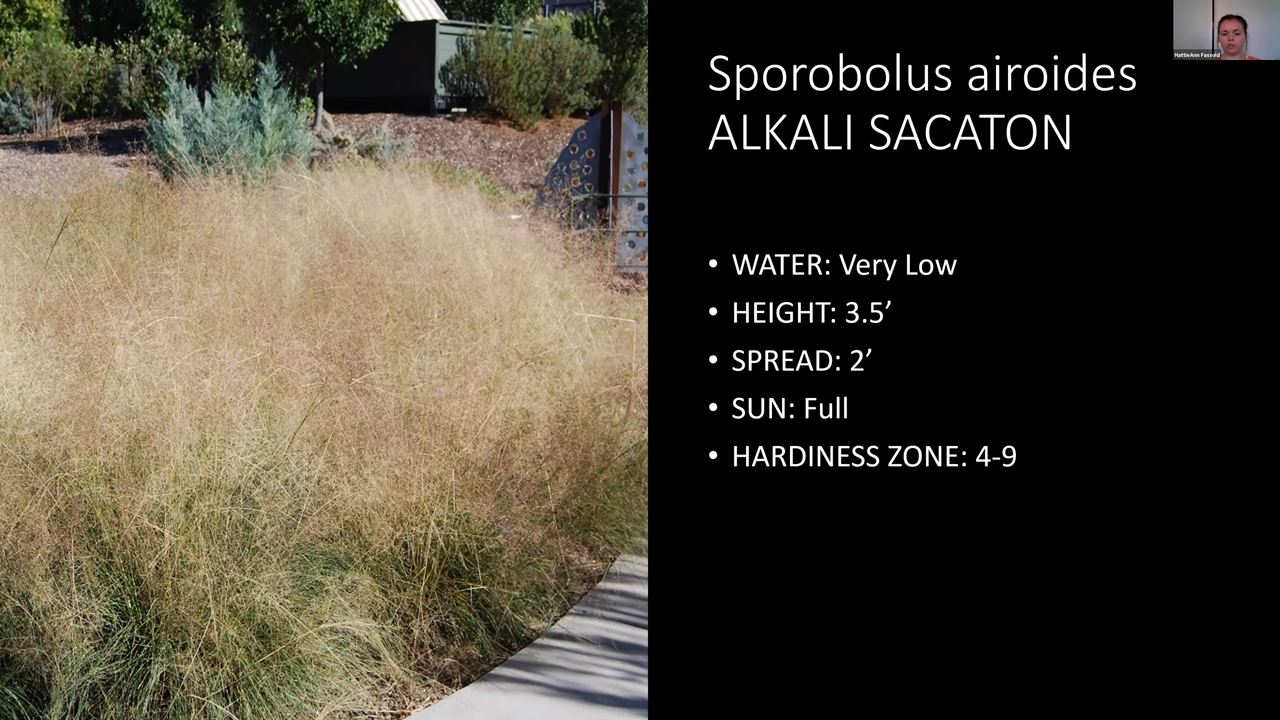 Sporobolus airoides
ALKALI SACATON
• WATER: Very Low
• HEIGHT: 3.5’
• SPREAD: 2’
• SUN: Full
• HARDINESS ZONE: 4-9
HattieAnn Fassold